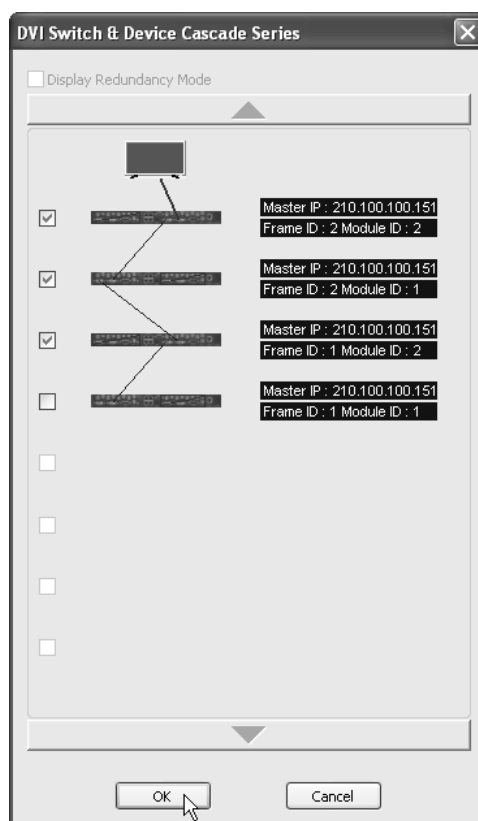 DVI Switch & Device Cascade Series
Display Redundancy Mode
Master IP : 210.100.100.151
Frame ID : 2 Module ID : 2
Master IP : 210.100.100.151
Frame ID : 2 Module ID : 1
Master IP : 210.100.100.151
Frame ID : 1 Module ID : 2
Master IP : 210.100.100.151
Frame ID : 1 Module ID : 1
OK
Cancel